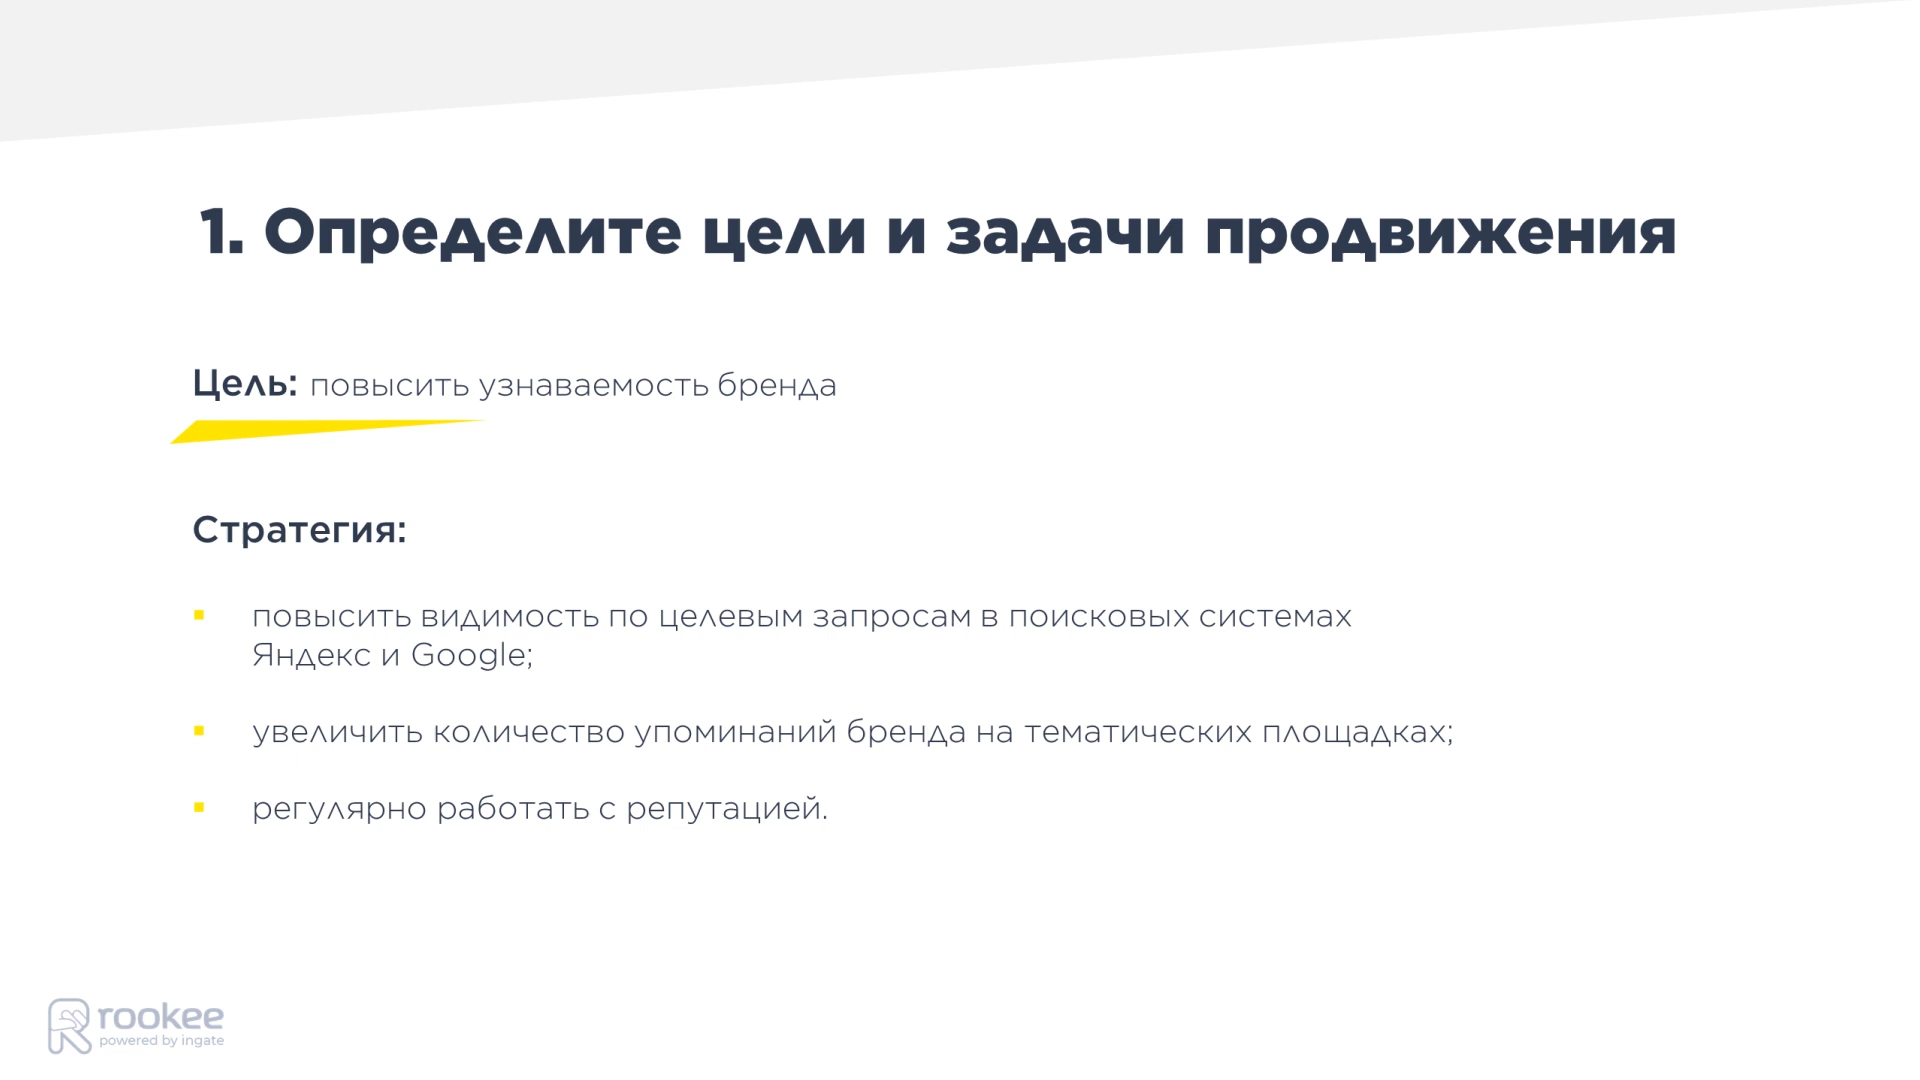 1. Определите цели и задачи продвижения
Цель: повысить узнаваемость бренда
Стратегия:
повысить видимость по целевым запросам в поисковых системах
Яндекс и Google;
увеличить количество упоминаний бренда на тематических площадках;
регулярно работать с репутацией.
rookee
powered by ingate